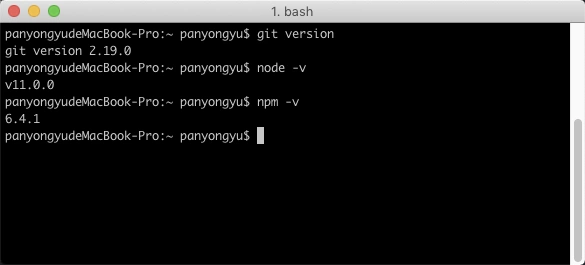 1. bash
panyongyudeMacBook-Pro:~ panyongyu$ git version
git version 2.19.0
panyongyudeMacBook-Pro:~ panyongyu$ node -v
v11.0.0
panyongyudeMacBook-Pro:~ panyongyu$ npm -v
6.4.1
panyongyudeMacBook-Pro:~ panyongyu$